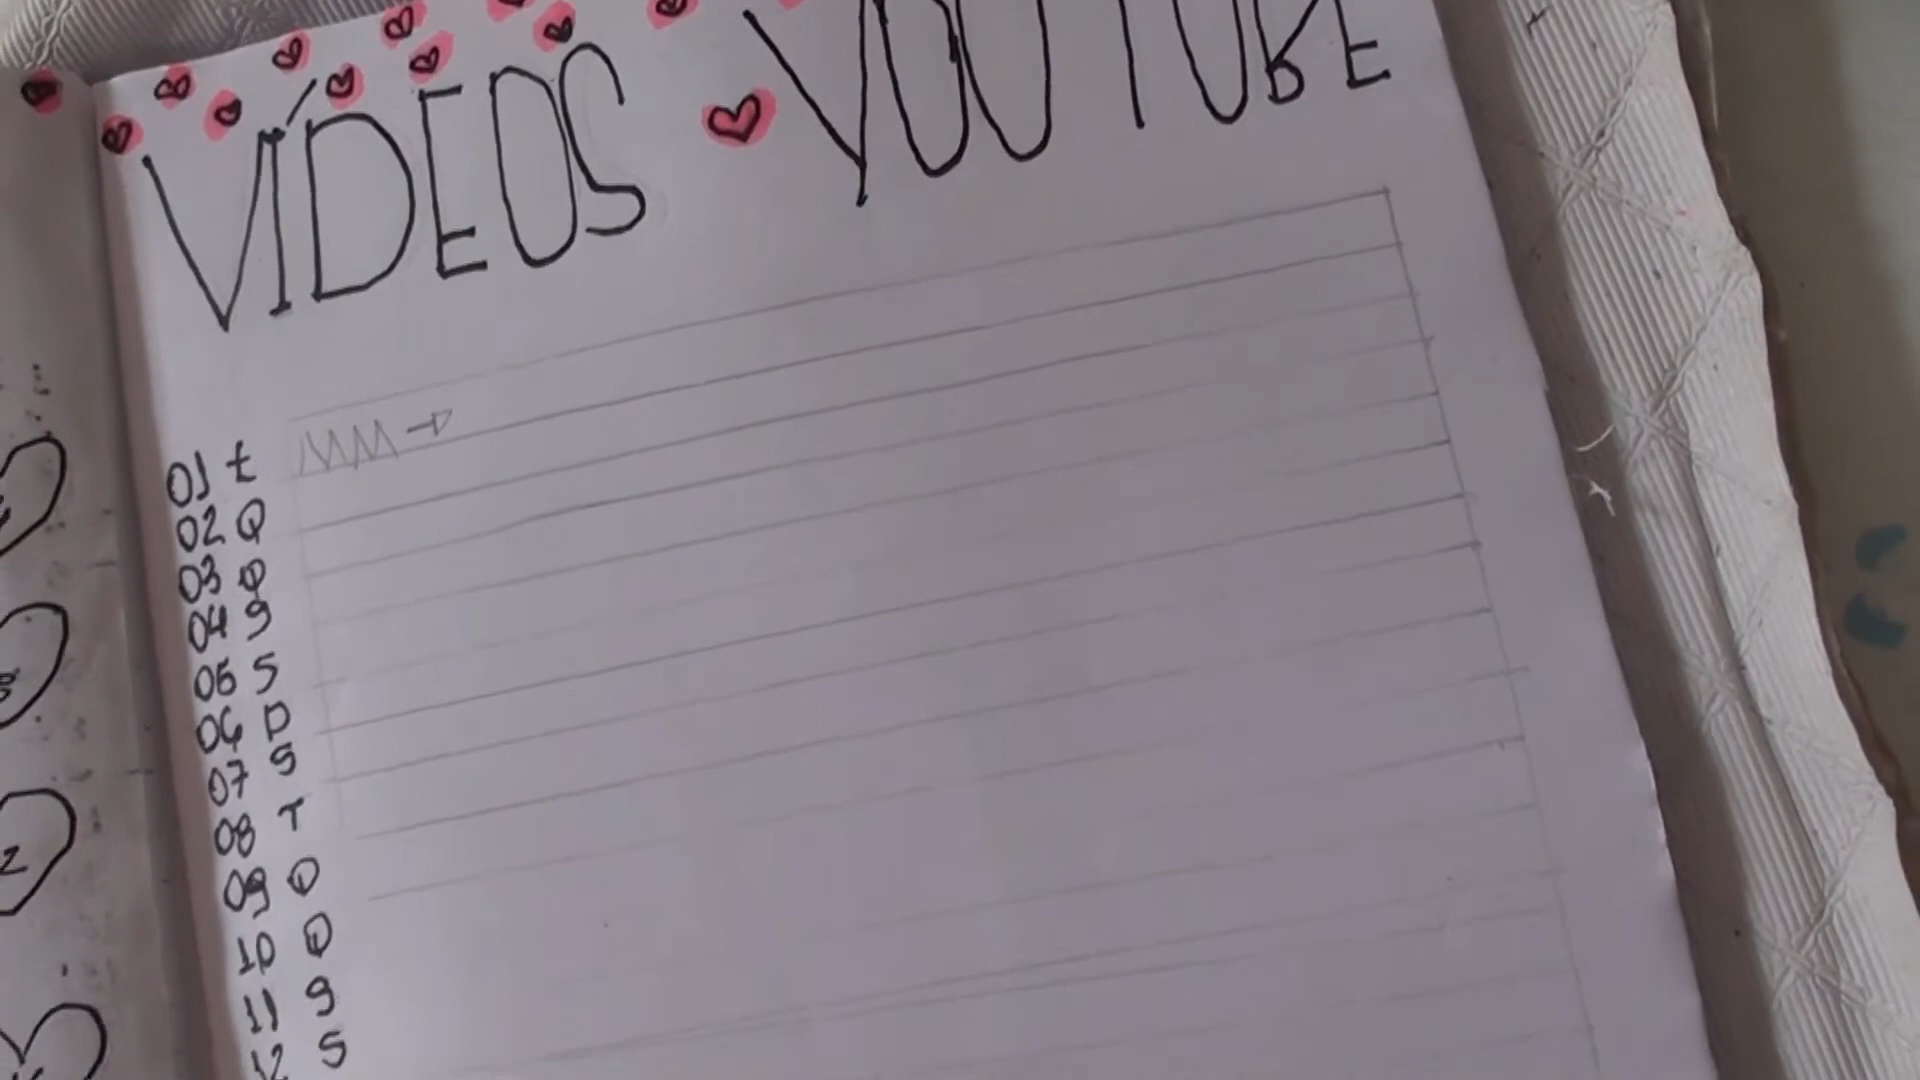 VÍDEOS YOUTUBE
01 t
02 Q
03 Q
04 S
05 S
06 D
07 S
08 T
09 Q
10 Q
11 S
12 S